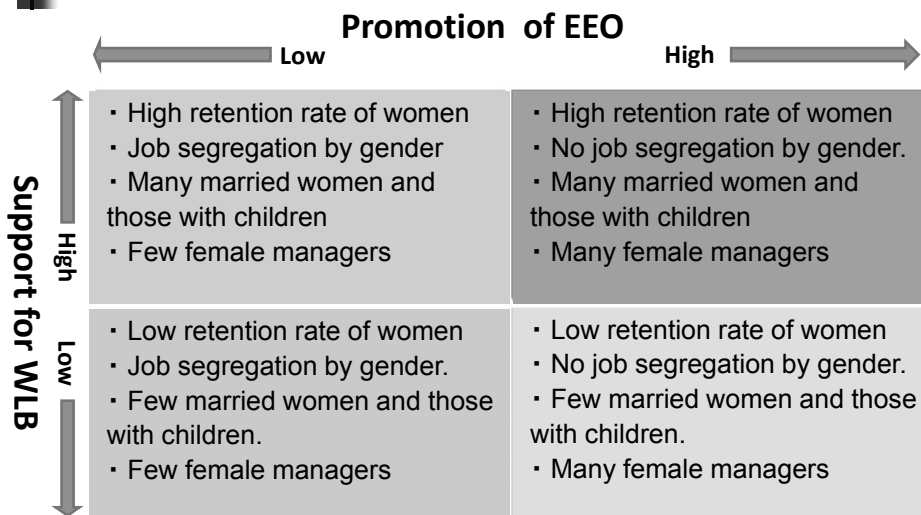 Promotion of EEO
Low
High
Support for WLB
High
Low
・High retention rate of women
・Job segregation by gender
・Many married women and
those with children
・Few female managers
・High retention rate of women
・No job segregation by gender.
・Many married women and
those with children
・Many female managers
・Low retention rate of women
・Job segregation by gender.
・Few married women and those
with children.
・Few female managers
・Low retention rate of women
・No job segregation by gender.
・Few married women and those
with children.
・Many female managers